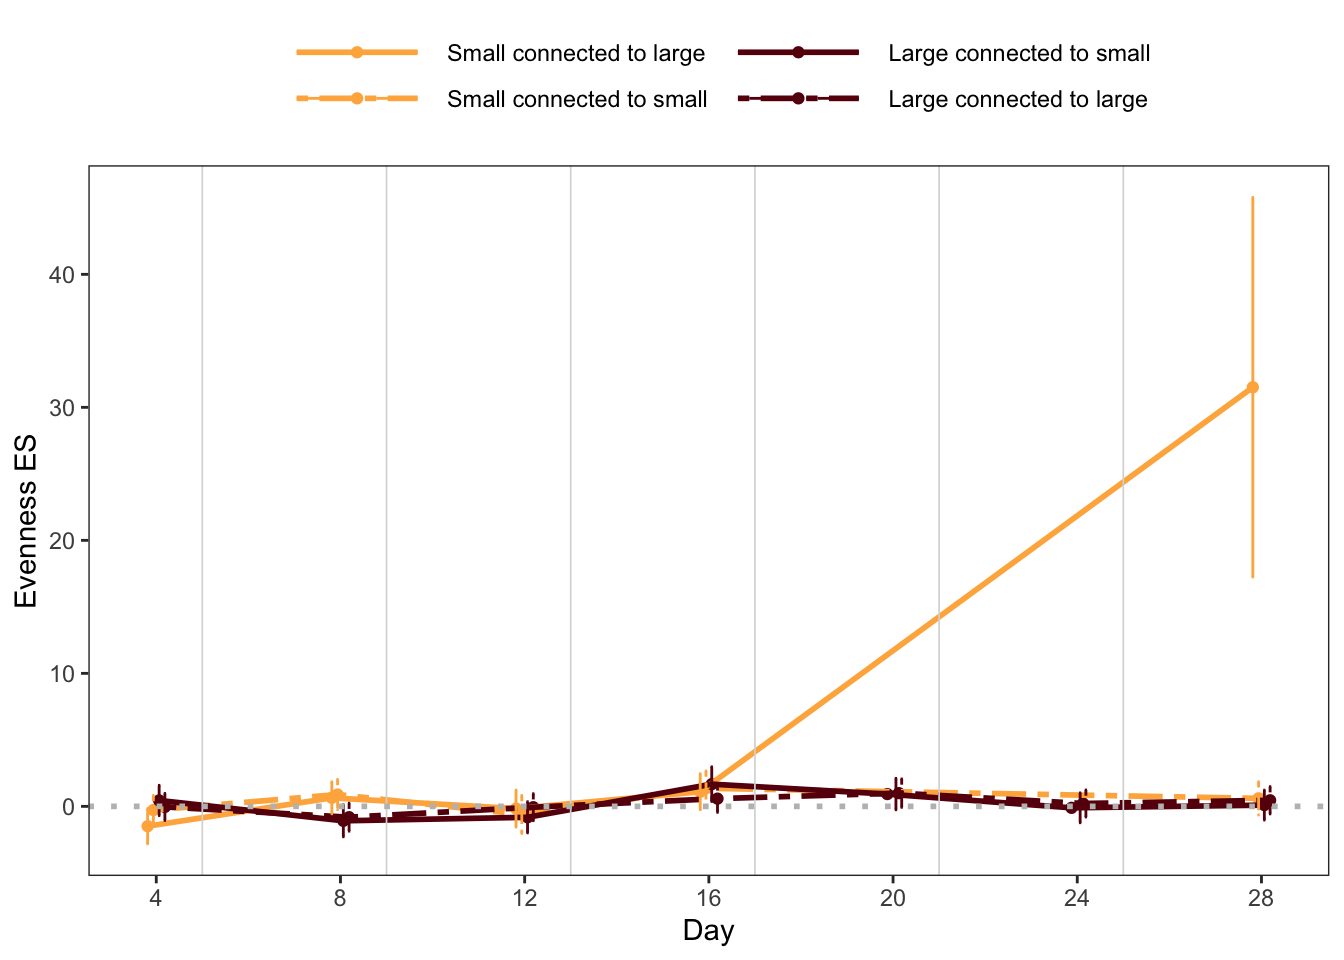 Small connected to large
Large connected to small
Small connected to small
Large connected to large
Evenness ES
40
30
20
10
0
4 8 12 16 20 24 28
Day